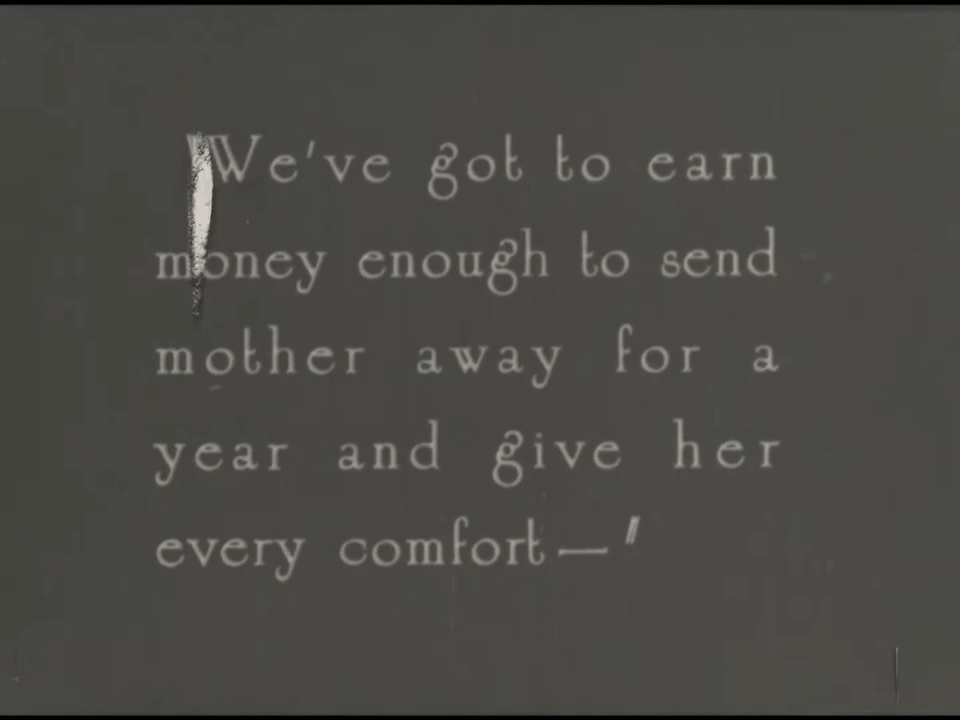 "We've got to earn
money enough to send
mother away for a
year and give her
every comfort—"